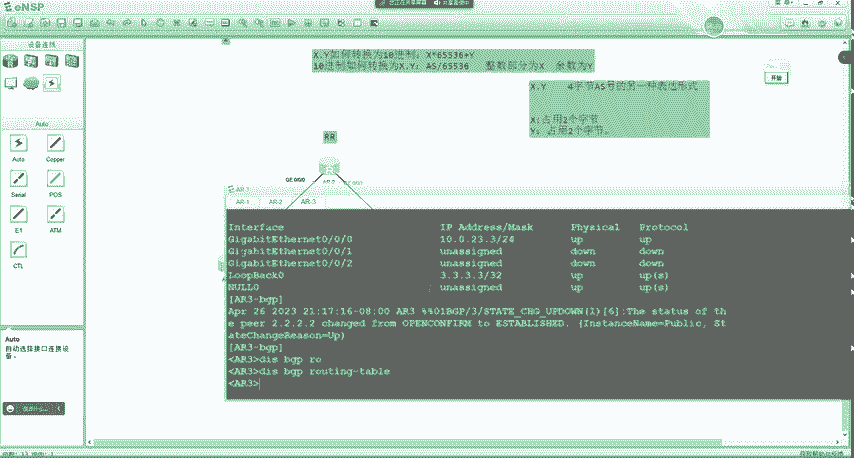 eNSP
设备连线
X.Y如何转换为10进制：X*65536+Y
10进制如何转换为X.Y：AS/65536 整数部分为X 余数为Y
X.Y 4字节AS号的另一种表达形式
X:占用2个字节
Y: 占用2个字节。
开始
RR
Auto
Auto
Copper
Serial
POS
E1
ATM
CTL
AR-2
GE 0/0/0
AR-1
AR-2
AR-3
Interface IP Address/Mask Physical Protocol
GigabitEthernet0/0/0 10.0.23.3/24 up up
GigabitEthernet0/0/1 unassigned down down
GigabitEthernet0/0/2 unassigned down down
LoopBack0 3.3.3.3/32 up up(s)
NULL0 unassigned up up(s)
[AR3-bgp]
Apr 26 2023 21:17:16-08:00 AR3 %%01BGP/3/STATE_CHG_UPDOWN(l)[6]:The status of th
e peer 2.2.2.2 changed from OPENCONFIRM to ESTABLISHED. (InstanceName=Public, St
ateChangeReason=Up)
[AR3-bgp]
<AR3>dis bgp ro
<AR3>dis bgp routing-table
<AR3>
Auto
自动选择接口连接设
备。